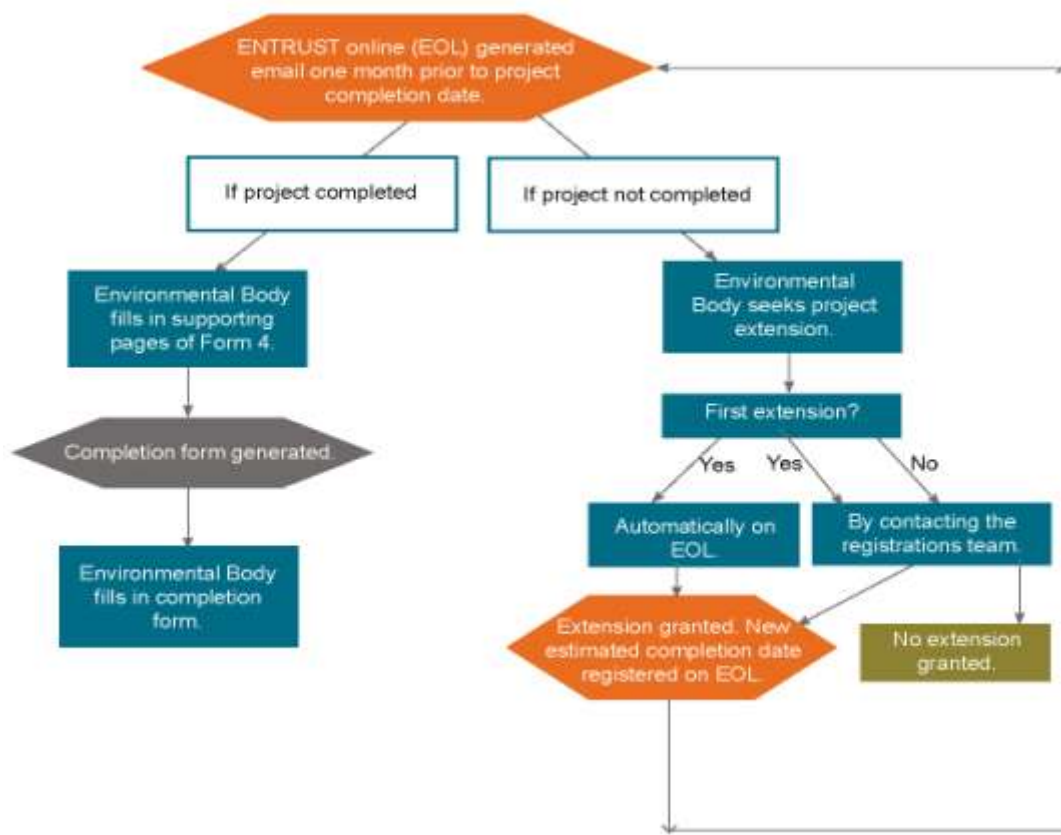 ENTRUST online (EOL) generated
email one month prior to project
completion date.
If project completed
If project not completed
Environmental Body
fills in supporting
pages of Form 4.
Environmental
Body seeks project
extension.
First extension?
Completion form generated.
Yes
Yes
No
Automatically on
EOL.
By contacting the
registrations team.
Environmental Body
fills in completion
form.
Extension granted. New
estimated completion date
registered on EOL.
No extension
granted.